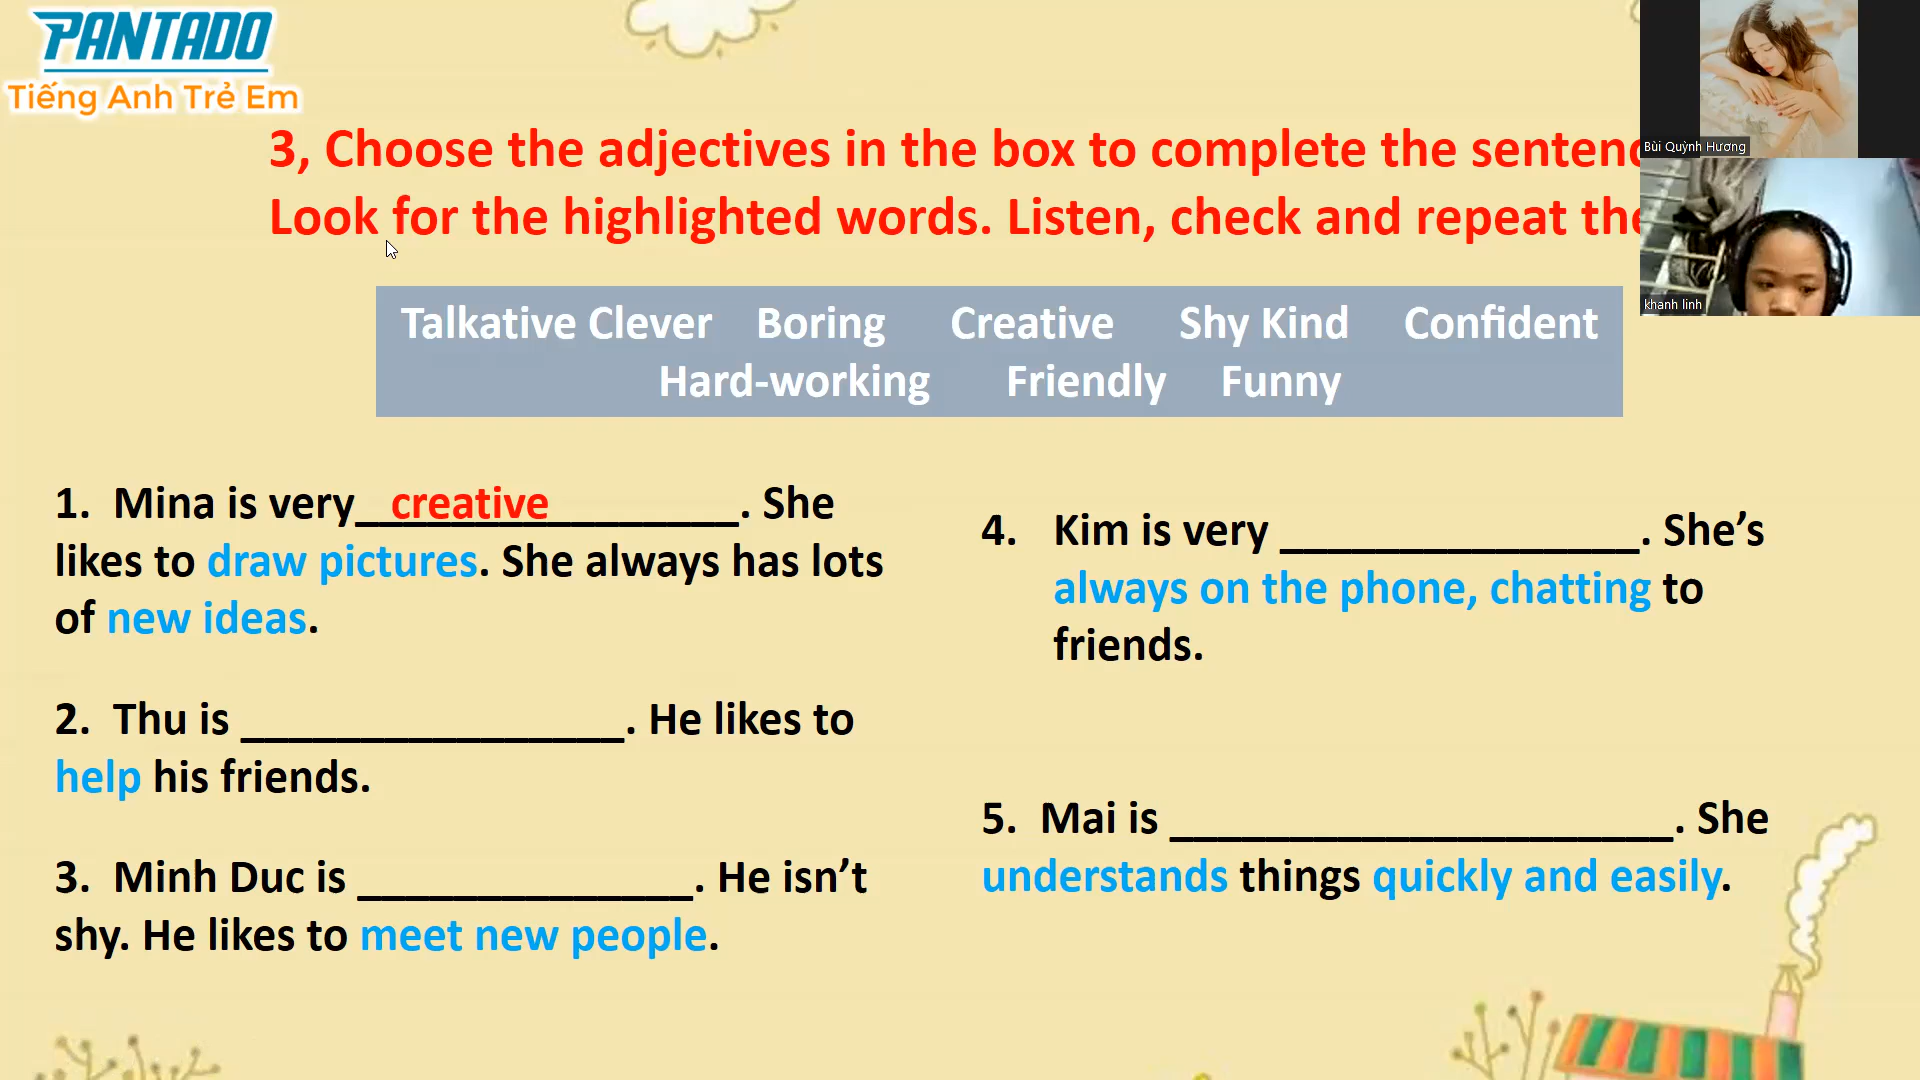 PANTADO
Tiếng Anh Trẻ Em
3, Choose the adjectives in the box to complete the
Look for the highlighted words. Listen, check and repeat
Talkative Clever Boring Creative Shy Kind Confident
Hard-working Friendly Funny
1. Mina is very__creative________. She
likes to draw pictures. She always has lots
of new ideas.
2. Thu is ________________. He likes to
help his friends.
3. Minh Duc is ______________. He isn’t
shy. He likes to meet new people.
4. Kim is very _______________. She’s
always on the phone, chatting to
friends.
5. Mai is _____________________. She
understands things quickly and easily.
Bùi Quỳnh Hương
khanh linh